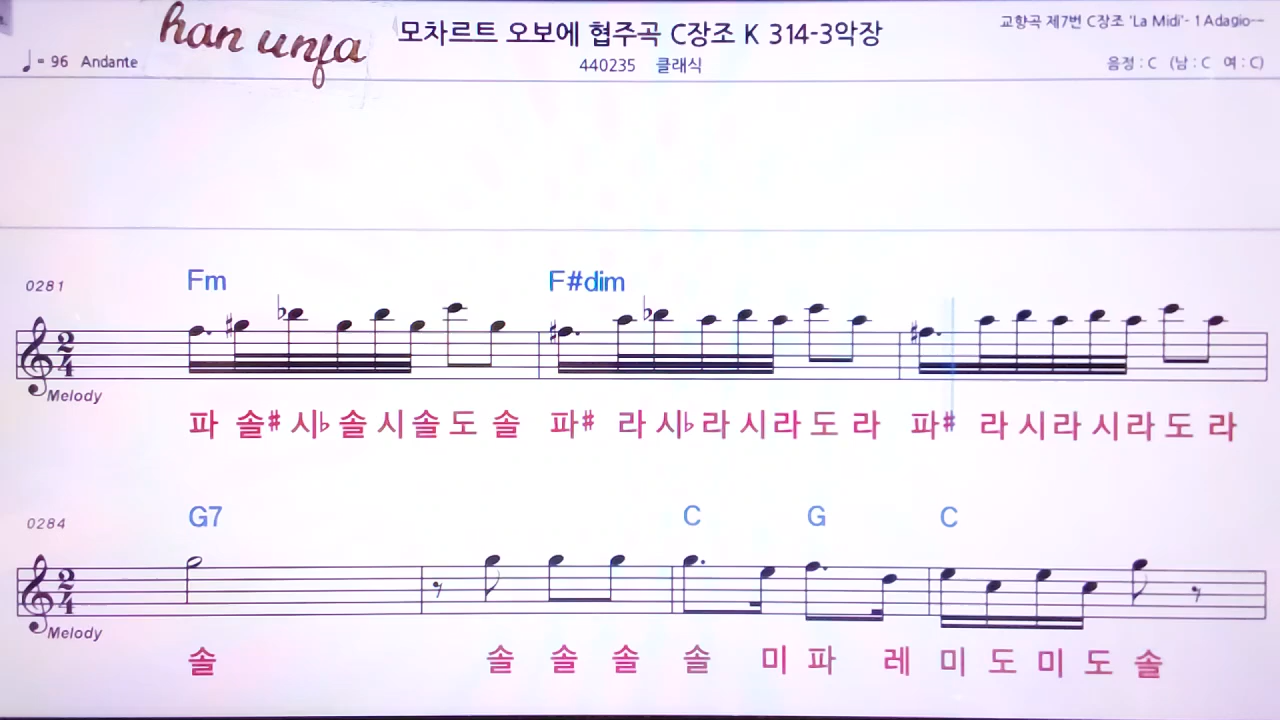 han unfa
모차르트 오보에 협주곡 C장조 K 314-3악장
교향곡 제7번 C장조 'La Midi'- 1 Adagio~~
♩= 96 Andante
440235 클래식
음정 : C (남 : C 여 : C)
0281
Fm F#dim
Melody
파 솔# 시♭ 솔 시 솔 도 솔 파# 라 시♭ 라 시 라 도 라 파# 라 시 라 시 라 도 라
0284
G7 C G C
Melody
솔 솔 솔 솔 솔 미 파 레 미 도 미 도 솔